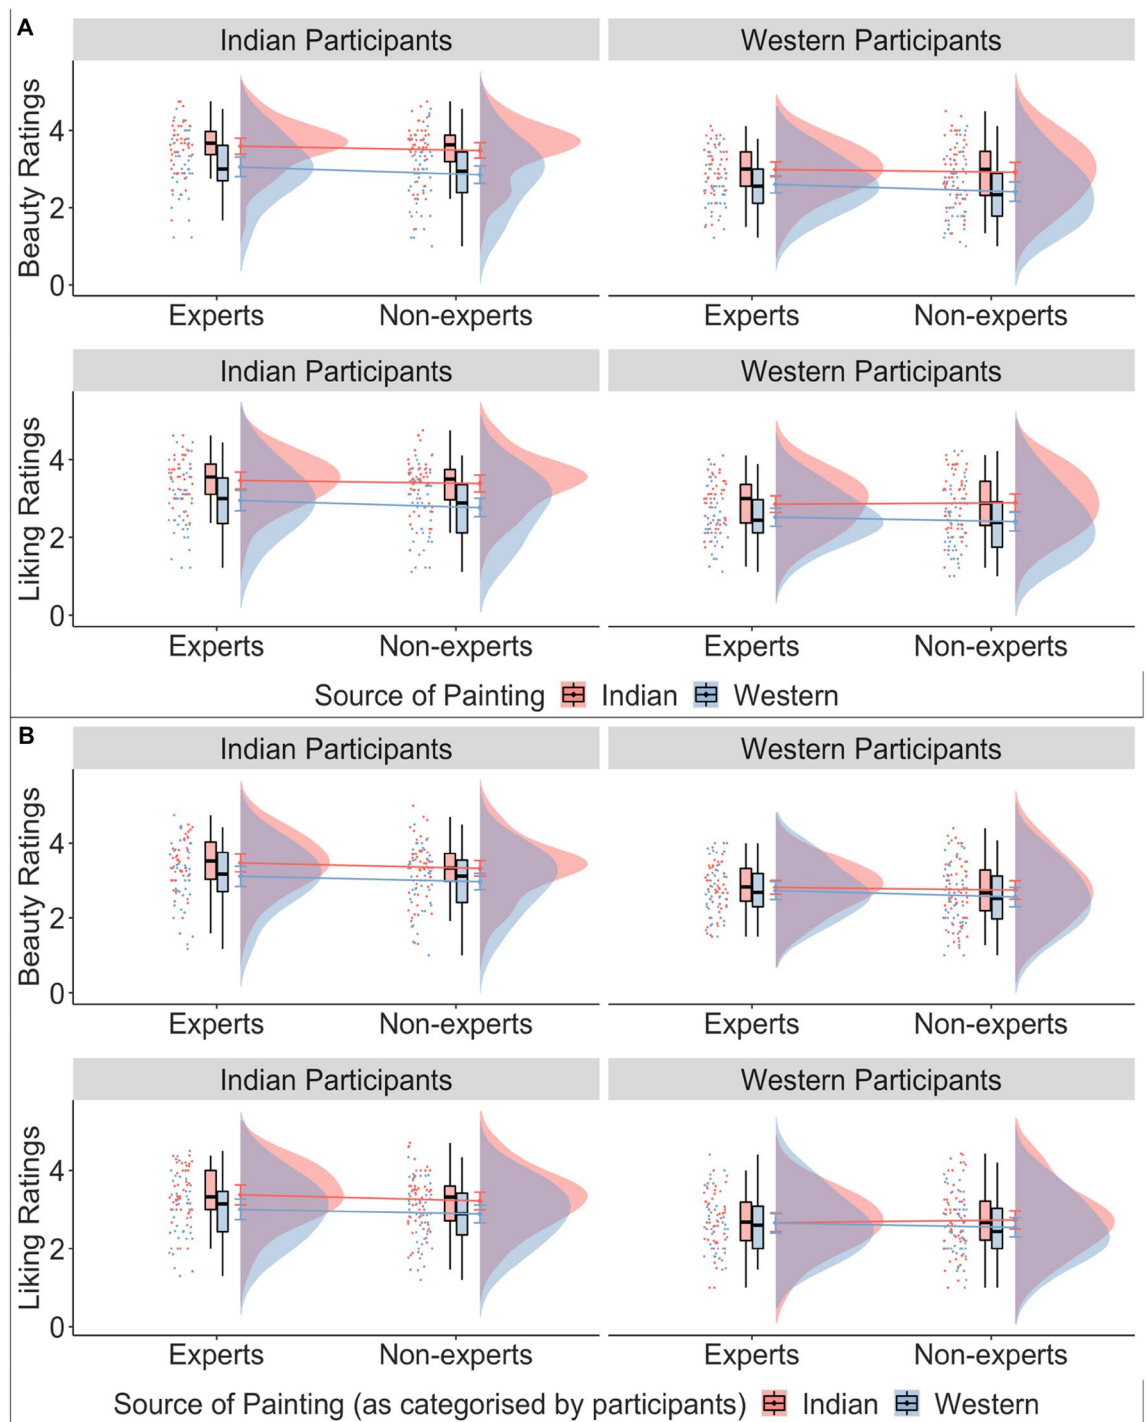 A
Indian Participants Western Participants
Beauty Ratings
4
2
0
Experts Non-experts Experts Non-experts
Indian Participants Western Participants
Liking Ratings
4
2
0
Experts Non-experts Experts Non-experts
Source of Painting Indian Western
B
Indian Participants Western Participants
Beauty Ratings
4
2
0
Experts Non-experts Experts Non-experts
Indian Participants Western Participants
Liking Ratings
4
2
0
Experts Non-experts Experts Non-experts
Source of Painting (as categorised by participants) Indian Western